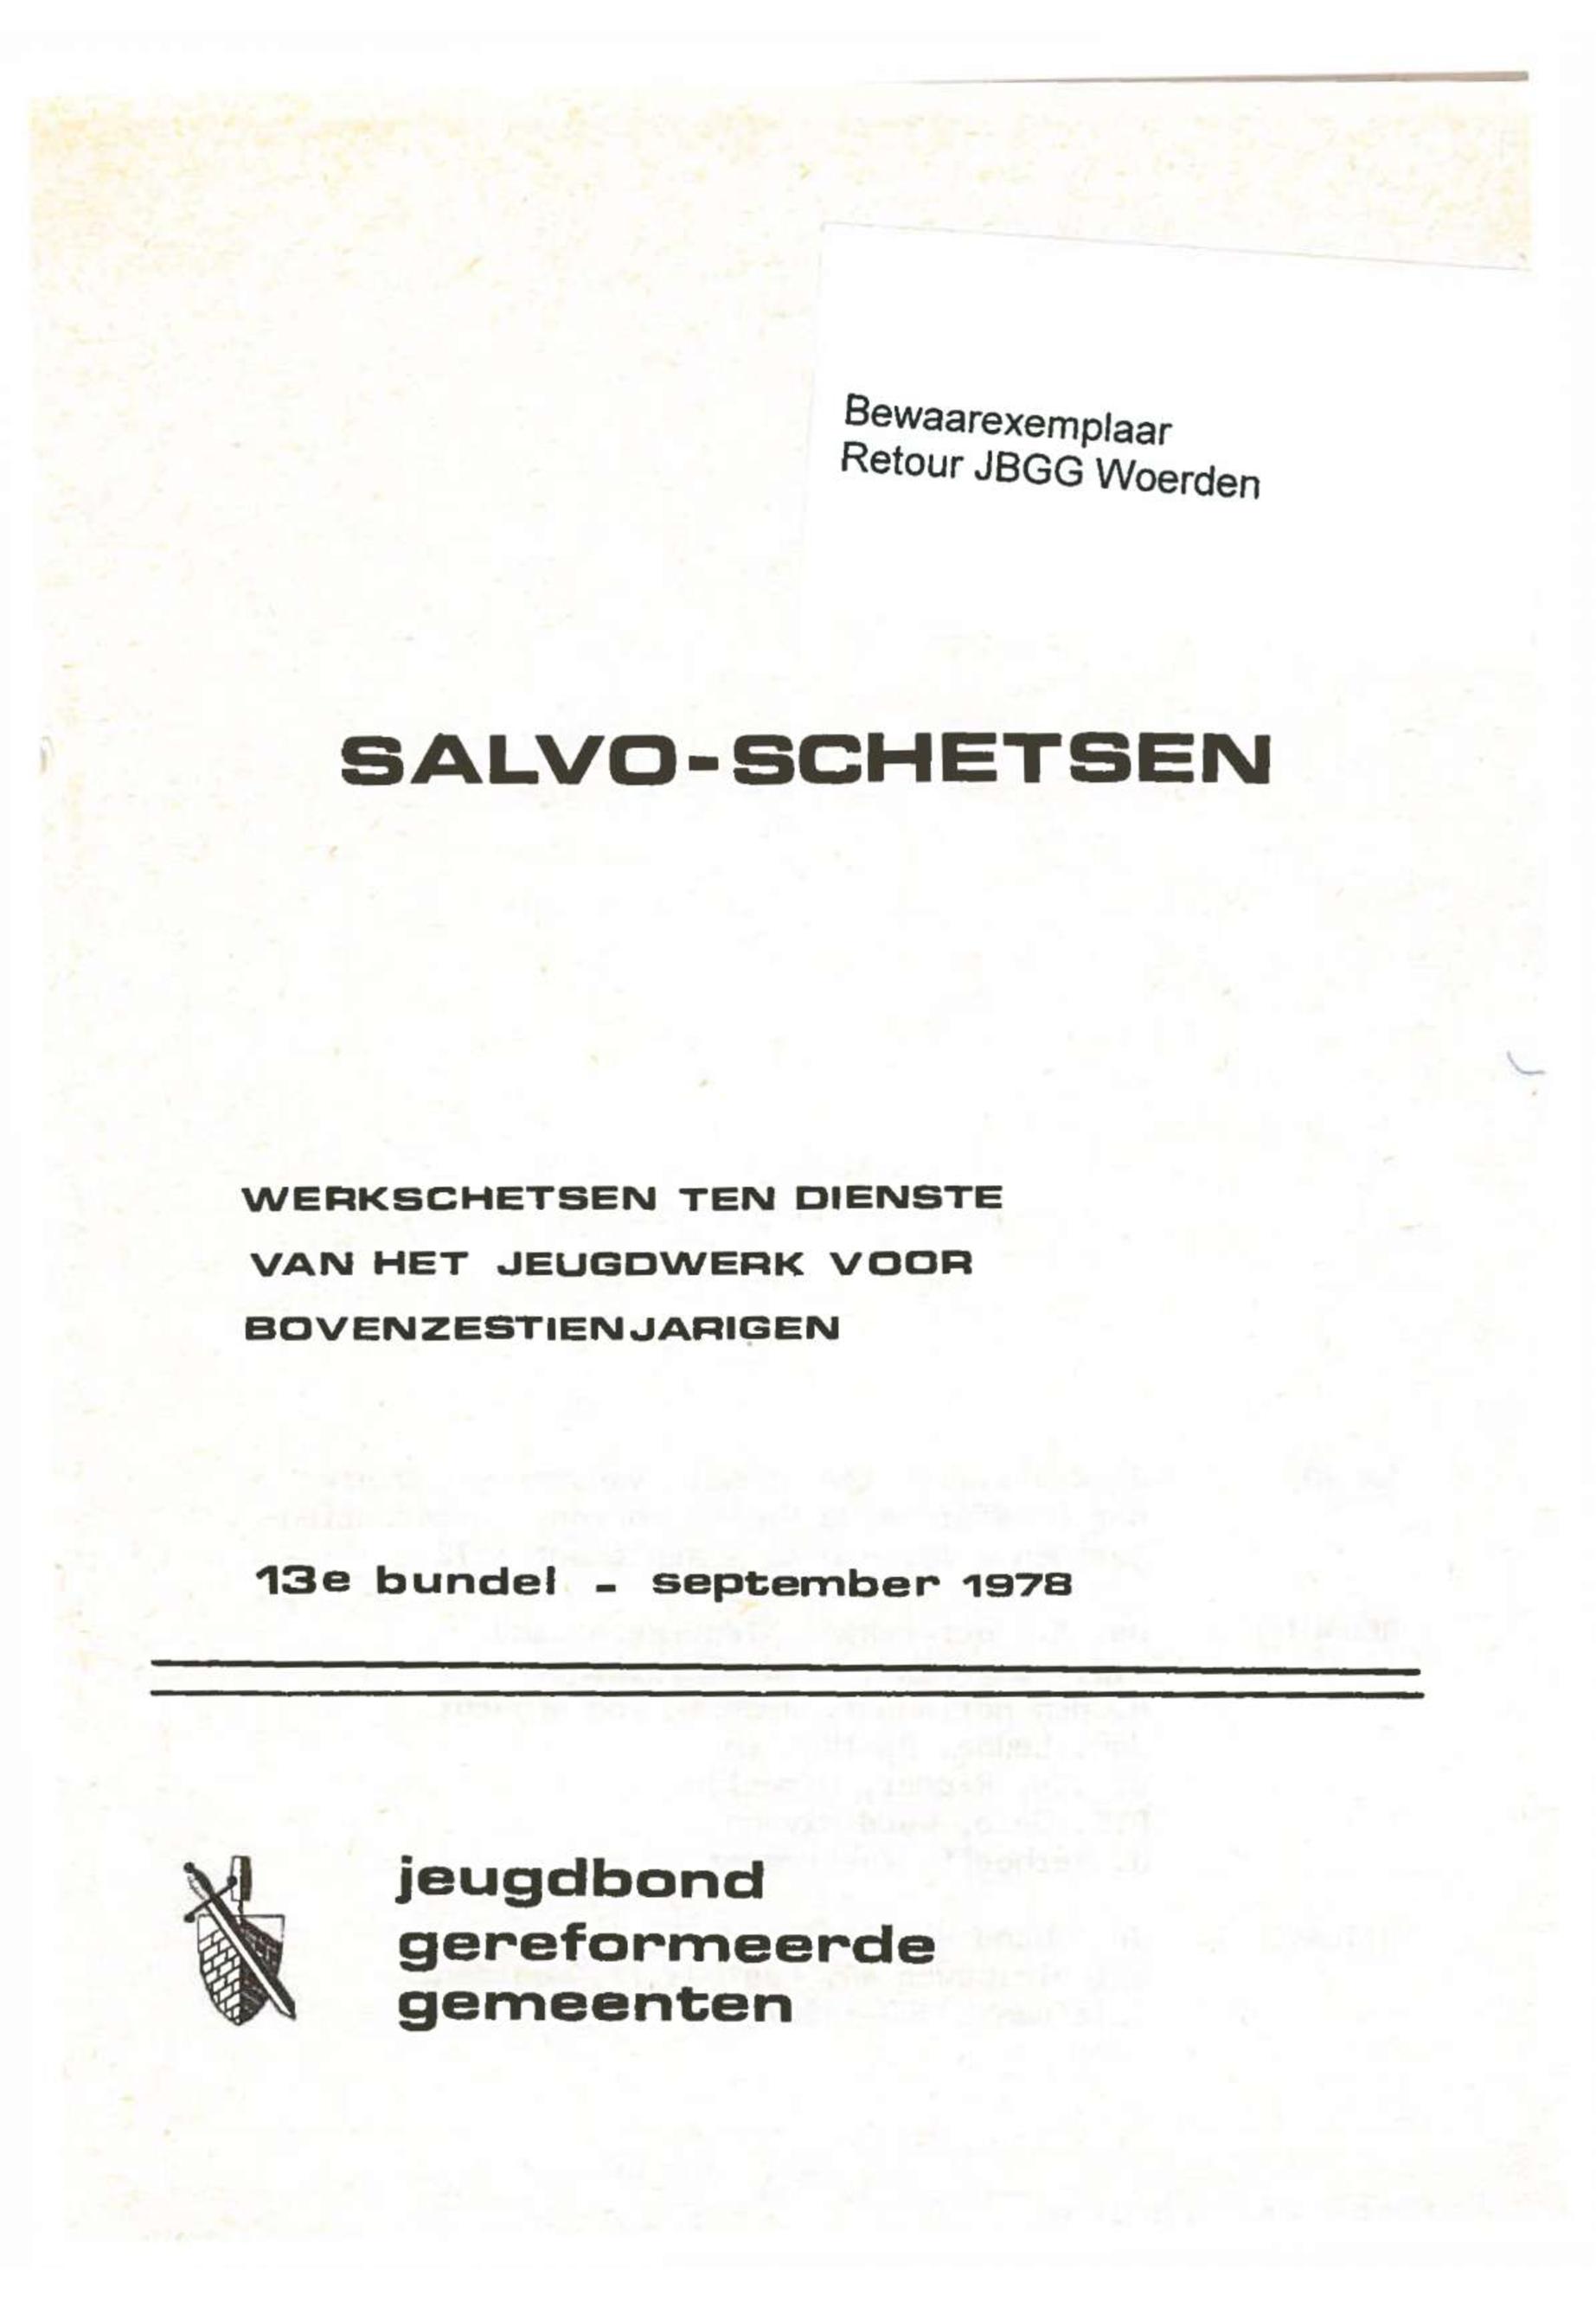 Bewaarexemplaar
Retour JBGG Woerden
SALVO-SCHETSEN
WERKSCHETSEN TEN DIENSTE
VAN HET JEUGDWERK VOOR
BOVENZESTIENJARIGEN
13e bundel - september 1978
jeugdbond
gereformeerde
gemeenten